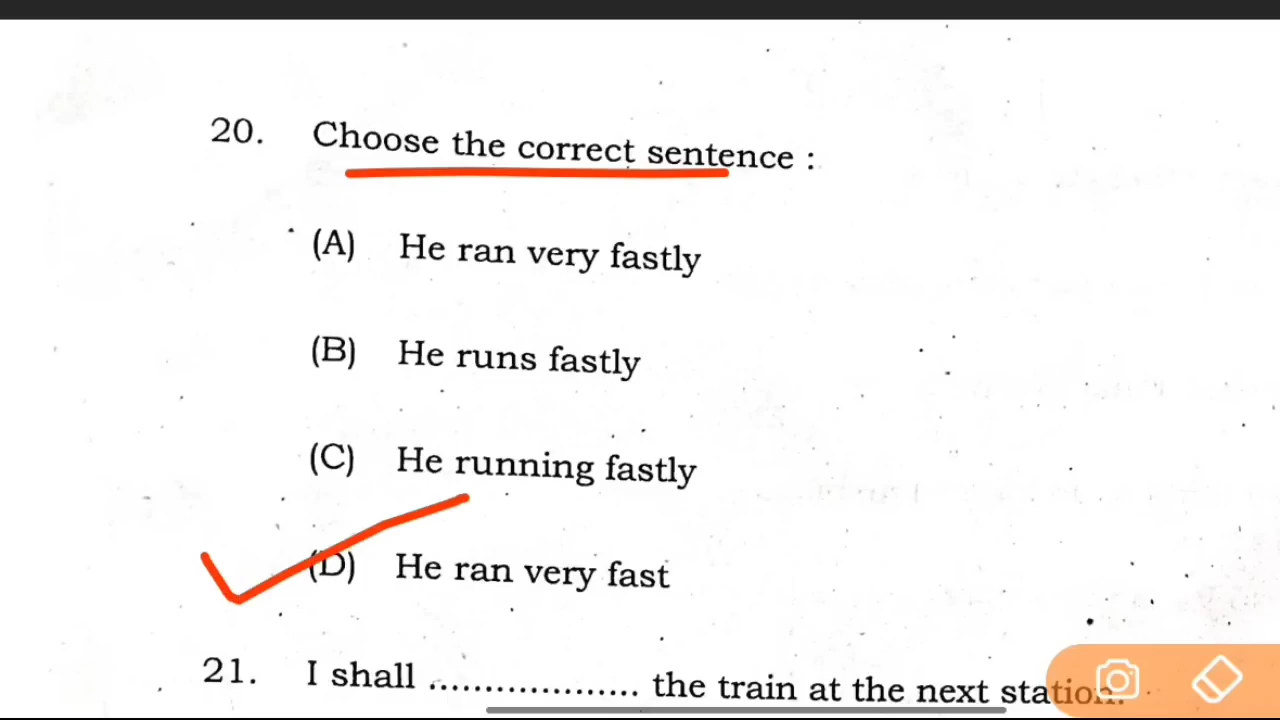 20. Choose the correct sentence :
(A) He ran very fastly
(B) He runs fastly
(C) He running fastly
(D) He ran very fast
21. I shall ................... the train at the next station.